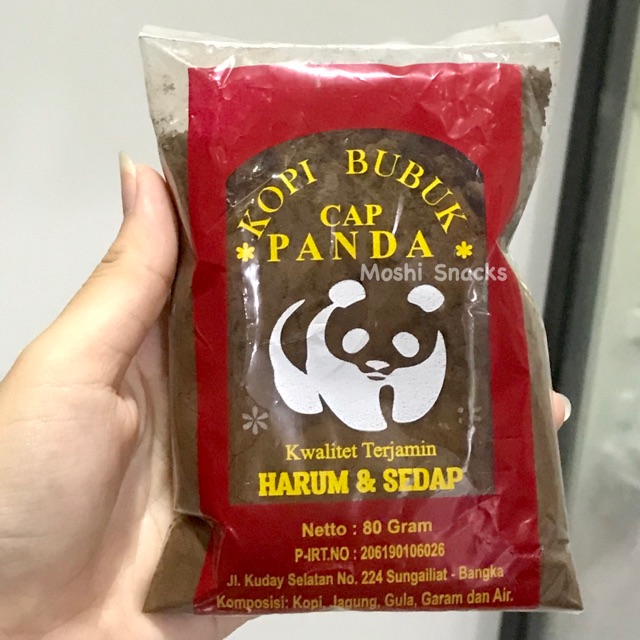 KOPI BUBUK
CAP
* PANDA *
Moshi Snacks
Kwalitet Terjamin
HARUM & SEDAP
Netto : 80 Gram
P-IRT.NO : 206190106026
Jl. Kuday Selatan No. 224 Sungailiat - Bangka
Komposisi: Kopi, Jagung, Gula, Garam dan Air.